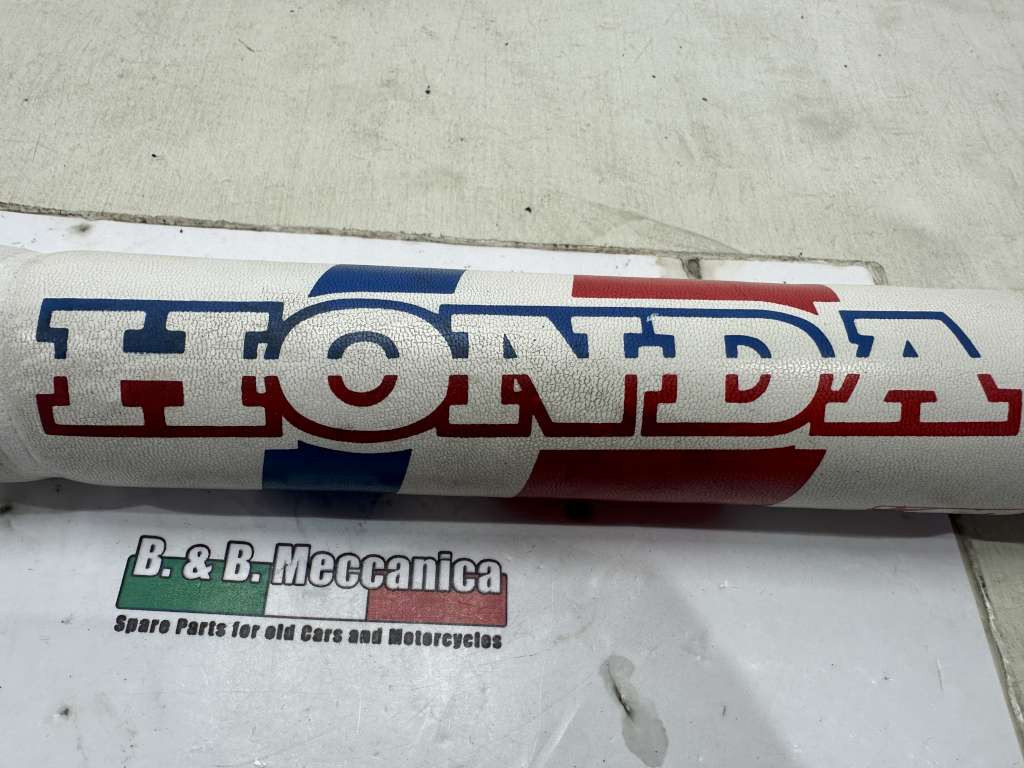 HONDA
B. & B. Meccanica
Spare Parts for old Cars and Motorcycles